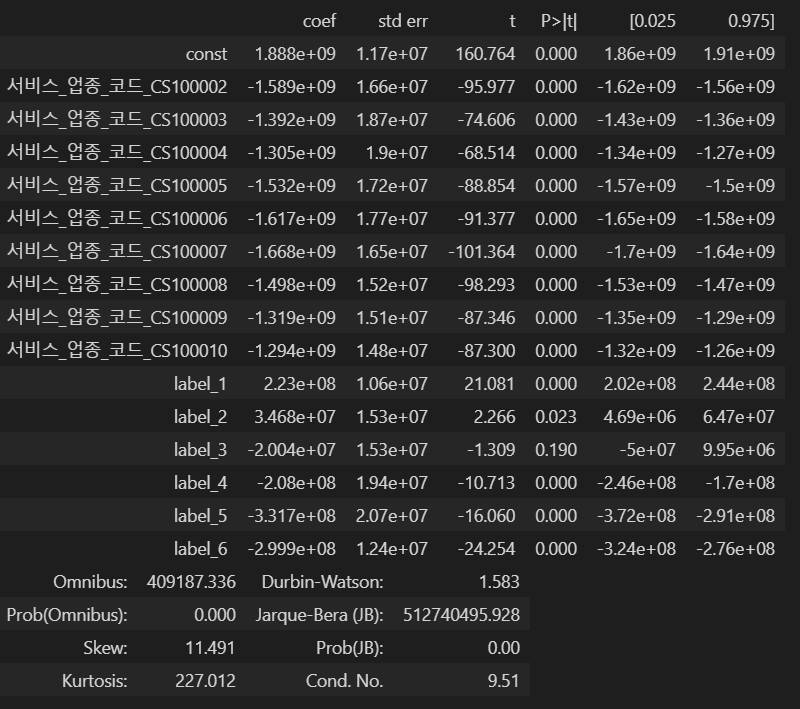 coef std err t P>|t| [0.025 0.975]
const 1.888e+09 1.17e+07 160.764 0.000 1.86e+09 1.91e+09
서비스_업종_코드_CS100002 -1.589e+09 1.66e+07 -95.977 0.000 -1.62e+09 -1.56e+09
서비스_업종_코드_CS100003 -1.392e+09 1.87e+07 -74.606 0.000 -1.43e+09 -1.36e+09
서비스_업종_코드_CS100004 -1.305e+09 1.9e+07 -68.514 0.000 -1.34e+09 -1.27e+09
서비스_업종_코드_CS100005 -1.532e+09 1.72e+07 -88.854 0.000 -1.57e+09 -1.5e+09
서비스_업종_코드_CS100006 -1.617e+09 1.77e+07 -91.377 0.000 -1.65e+09 -1.58e+09
서비스_업종_코드_CS100007 -1.668e+09 1.65e+07 -101.364 0.000 -1.7e+09 -1.64e+09
서비스_업종_코드_CS100008 -1.498e+09 1.52e+07 -98.293 0.000 -1.53e+09 -1.47e+09
서비스_업종_코드_CS100009 -1.319e+09 1.51e+07 -87.346 0.000 -1.35e+09 -1.29e+09
서비스_업종_코드_CS100010 -1.294e+09 1.48e+07 -87.300 0.000 -1.32e+09 -1.26e+09
label_1 2.23e+08 1.06e+07 21.081 0.000 2.02e+08 2.44e+08
label_2 3.468e+07 1.53e+07 2.266 0.023 4.69e+06 6.47e+07
label_3 -2.004e+07 1.53e+07 -1.309 0.190 -5e+07 9.95e+06
label_4 -2.08e+08 1.94e+07 -10.713 0.000 -2.46e+08 -1.7e+08
label_5 -3.317e+08 2.07e+07 -16.060 0.000 -3.72e+08 -2.91e+08
label_6 -2.999e+08 1.24e+07 -24.254 0.000 -3.24e+08 -2.76e+08
Omnibus: 409187.336 Durbin-Watson: 1.583
Prob(Omnibus): 0.000 Jarque-Bera (JB): 512740495.928
Skew: 11.491 Prob(JB): 0.00
Kurtosis: 227.012 Cond. No. 9.51